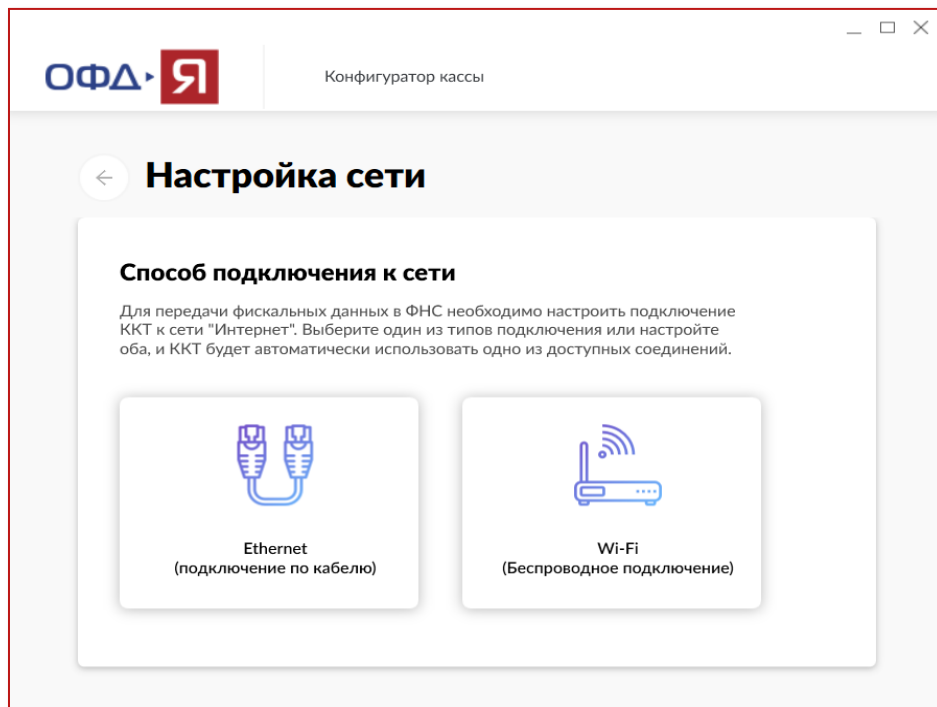 ОФД Я
Конфигуратор кассы
Настройка сети
Способ подключения к сети
Для передачи фискальных данных в ФНС необходимо настроить подключение
ККТ к сети "Интернет". Выберите один из типов подключения или настройте
оба, и ККТ будет автоматически использовать одно из доступных соединений.
Ethernet
(подключение по кабелю)
Wi-Fi
(Беспроводное подключение)